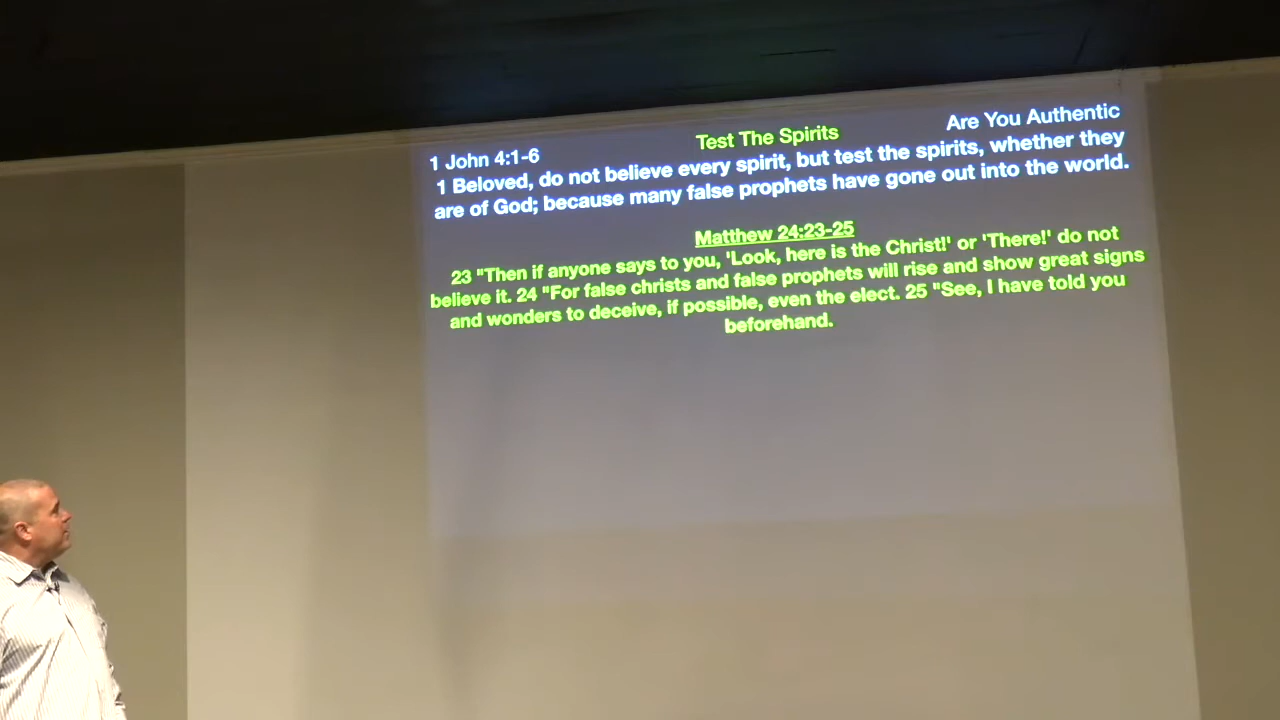 1 John 4:1-6 Test The Spirits Are You Authentic
1 Beloved, do not believe every spirit, but test the spirits, whether they
are of God; because many false prophets have gone out into the world.
Matthew 24:23-25
23 "Then if anyone says to you, 'Look, here is the Christ!' or 'There!' do not
believe it. 24 "For false christs and false prophets will rise and show great signs
and wonders to deceive, if possible, even the elect. 25 "See, I have told you
beforehand.